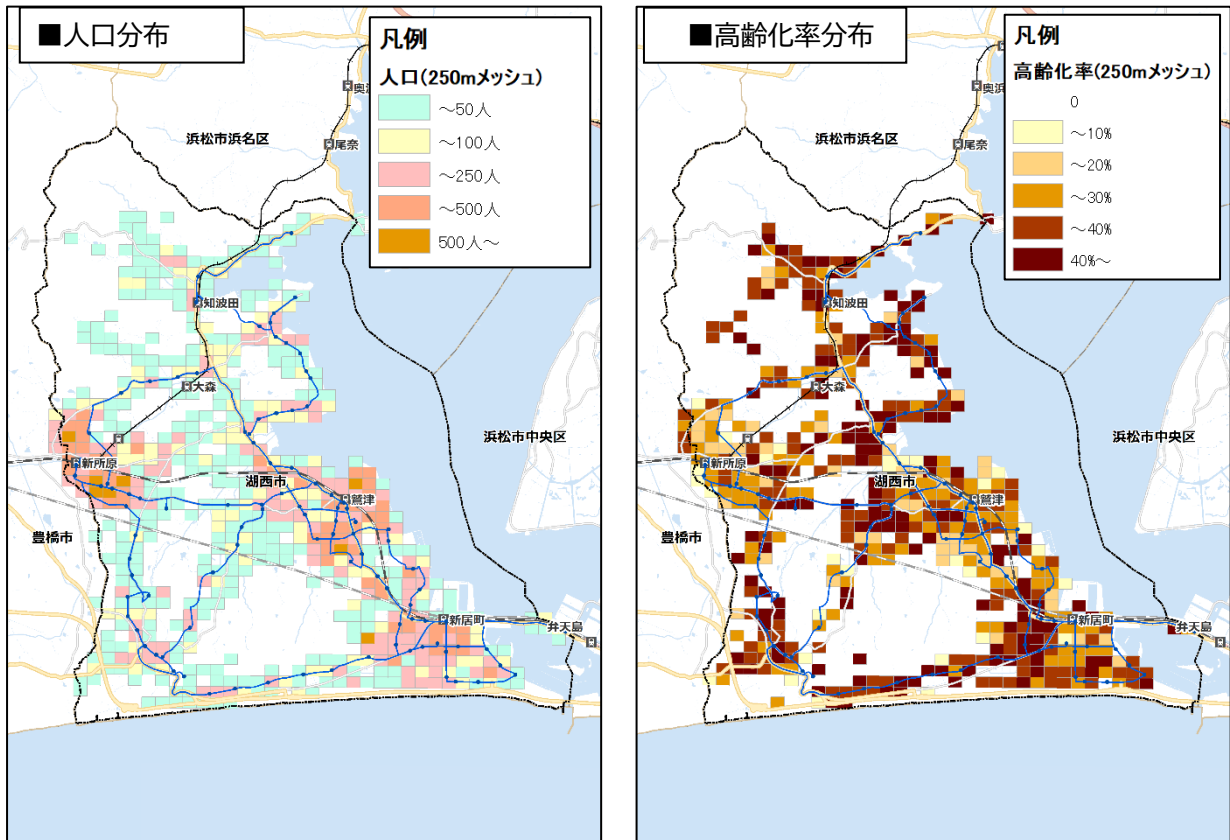 ■人口分布
凡例
人口(250mメッシュ)
～50人
～100人
～250人
～500人
500人～
浜松市浜名区
尾奈
知波田
大森
新所原
湖西市
鷲津
豊橋市
浜松市中央区
新居町
弁天島
■高齢化率分布
凡例
高齢化率(250mメッシュ)
0
～10%
～20%
～30%
～40%
40%～
浜松市浜名区
尾奈
知波田
大森
新所原
湖西市
鷲津
豊橋市
浜松市中央区
新居町
弁天島